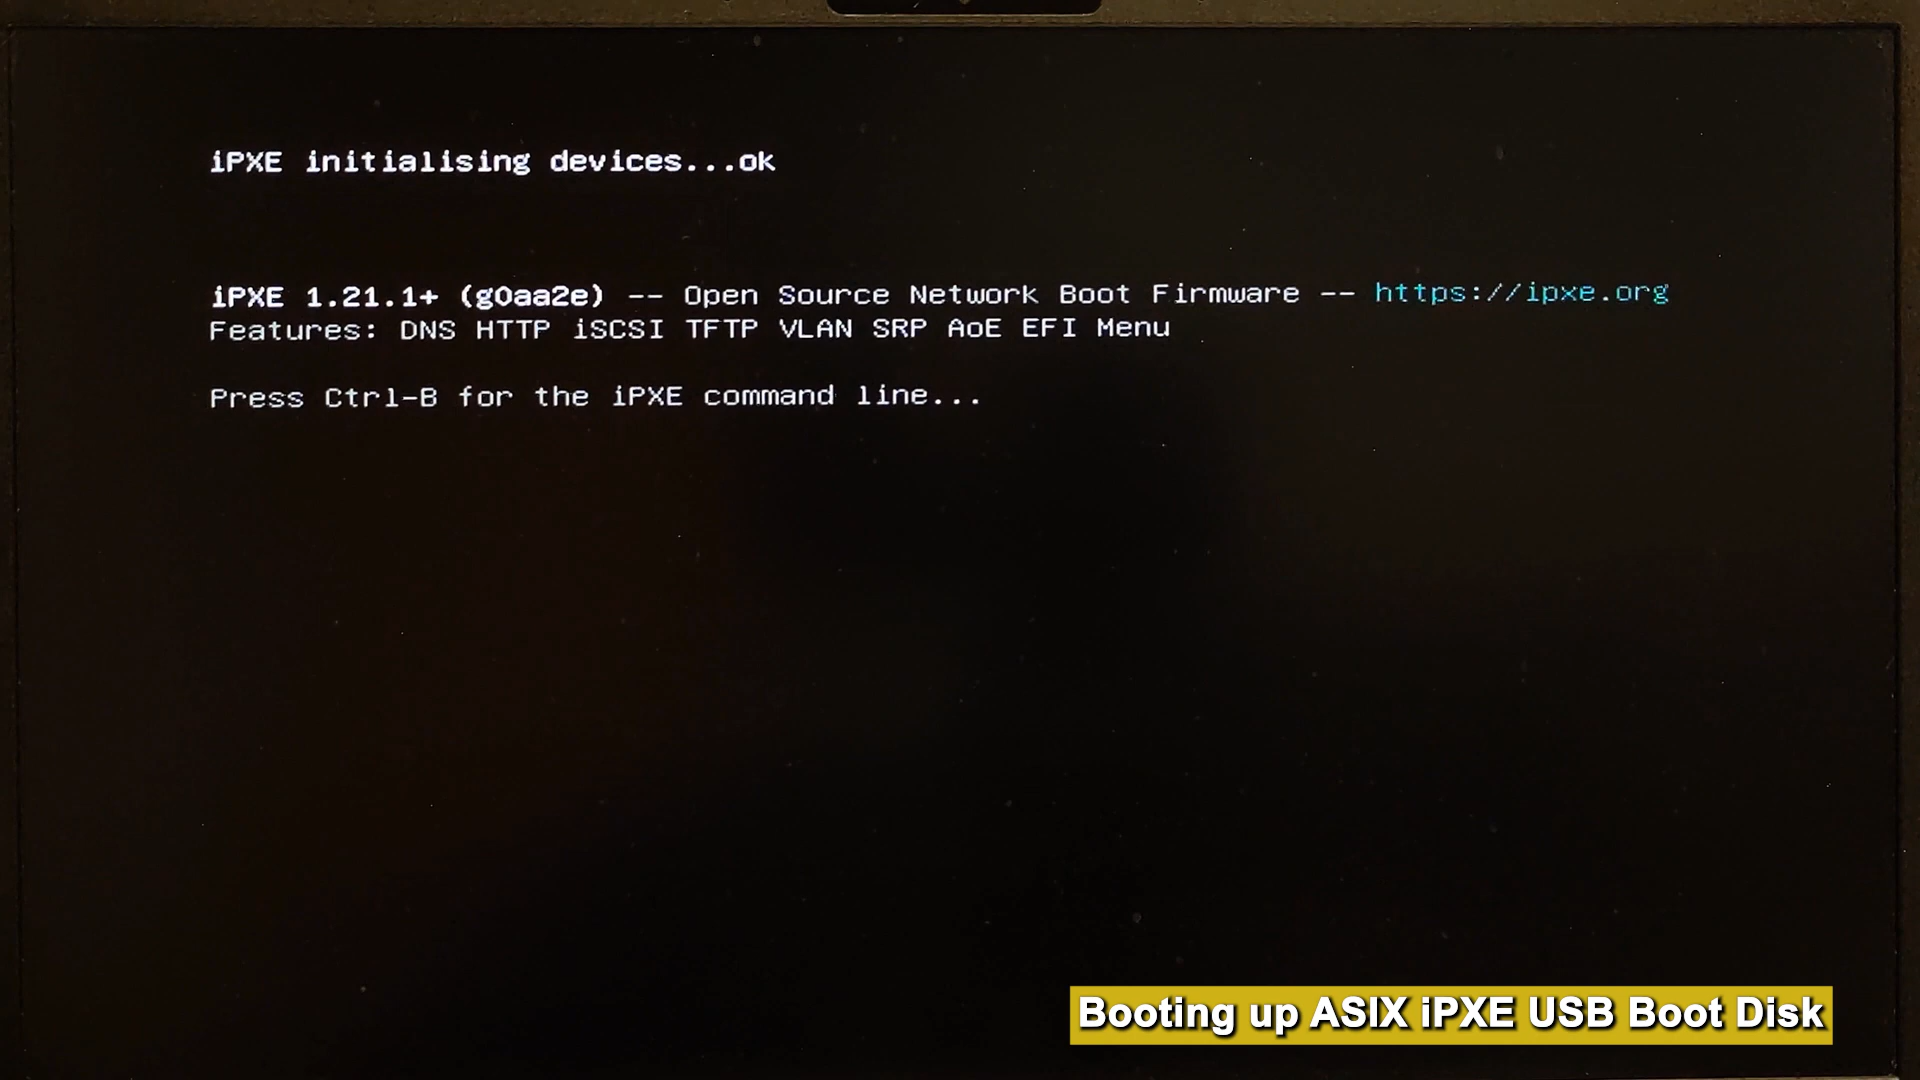 iPXE initialising devices...ok
iPXE 1.21.1+ (g0aa2e) -- Open Source Network Boot Firmware -- https://ipxe.org
Features: DNS HTTP iSCSI TFTP VLAN SRP AoE EFI Menu
Press Ctrl-B for the iPXE command line...
Booting up ASIX iPXE USB Boot Disk